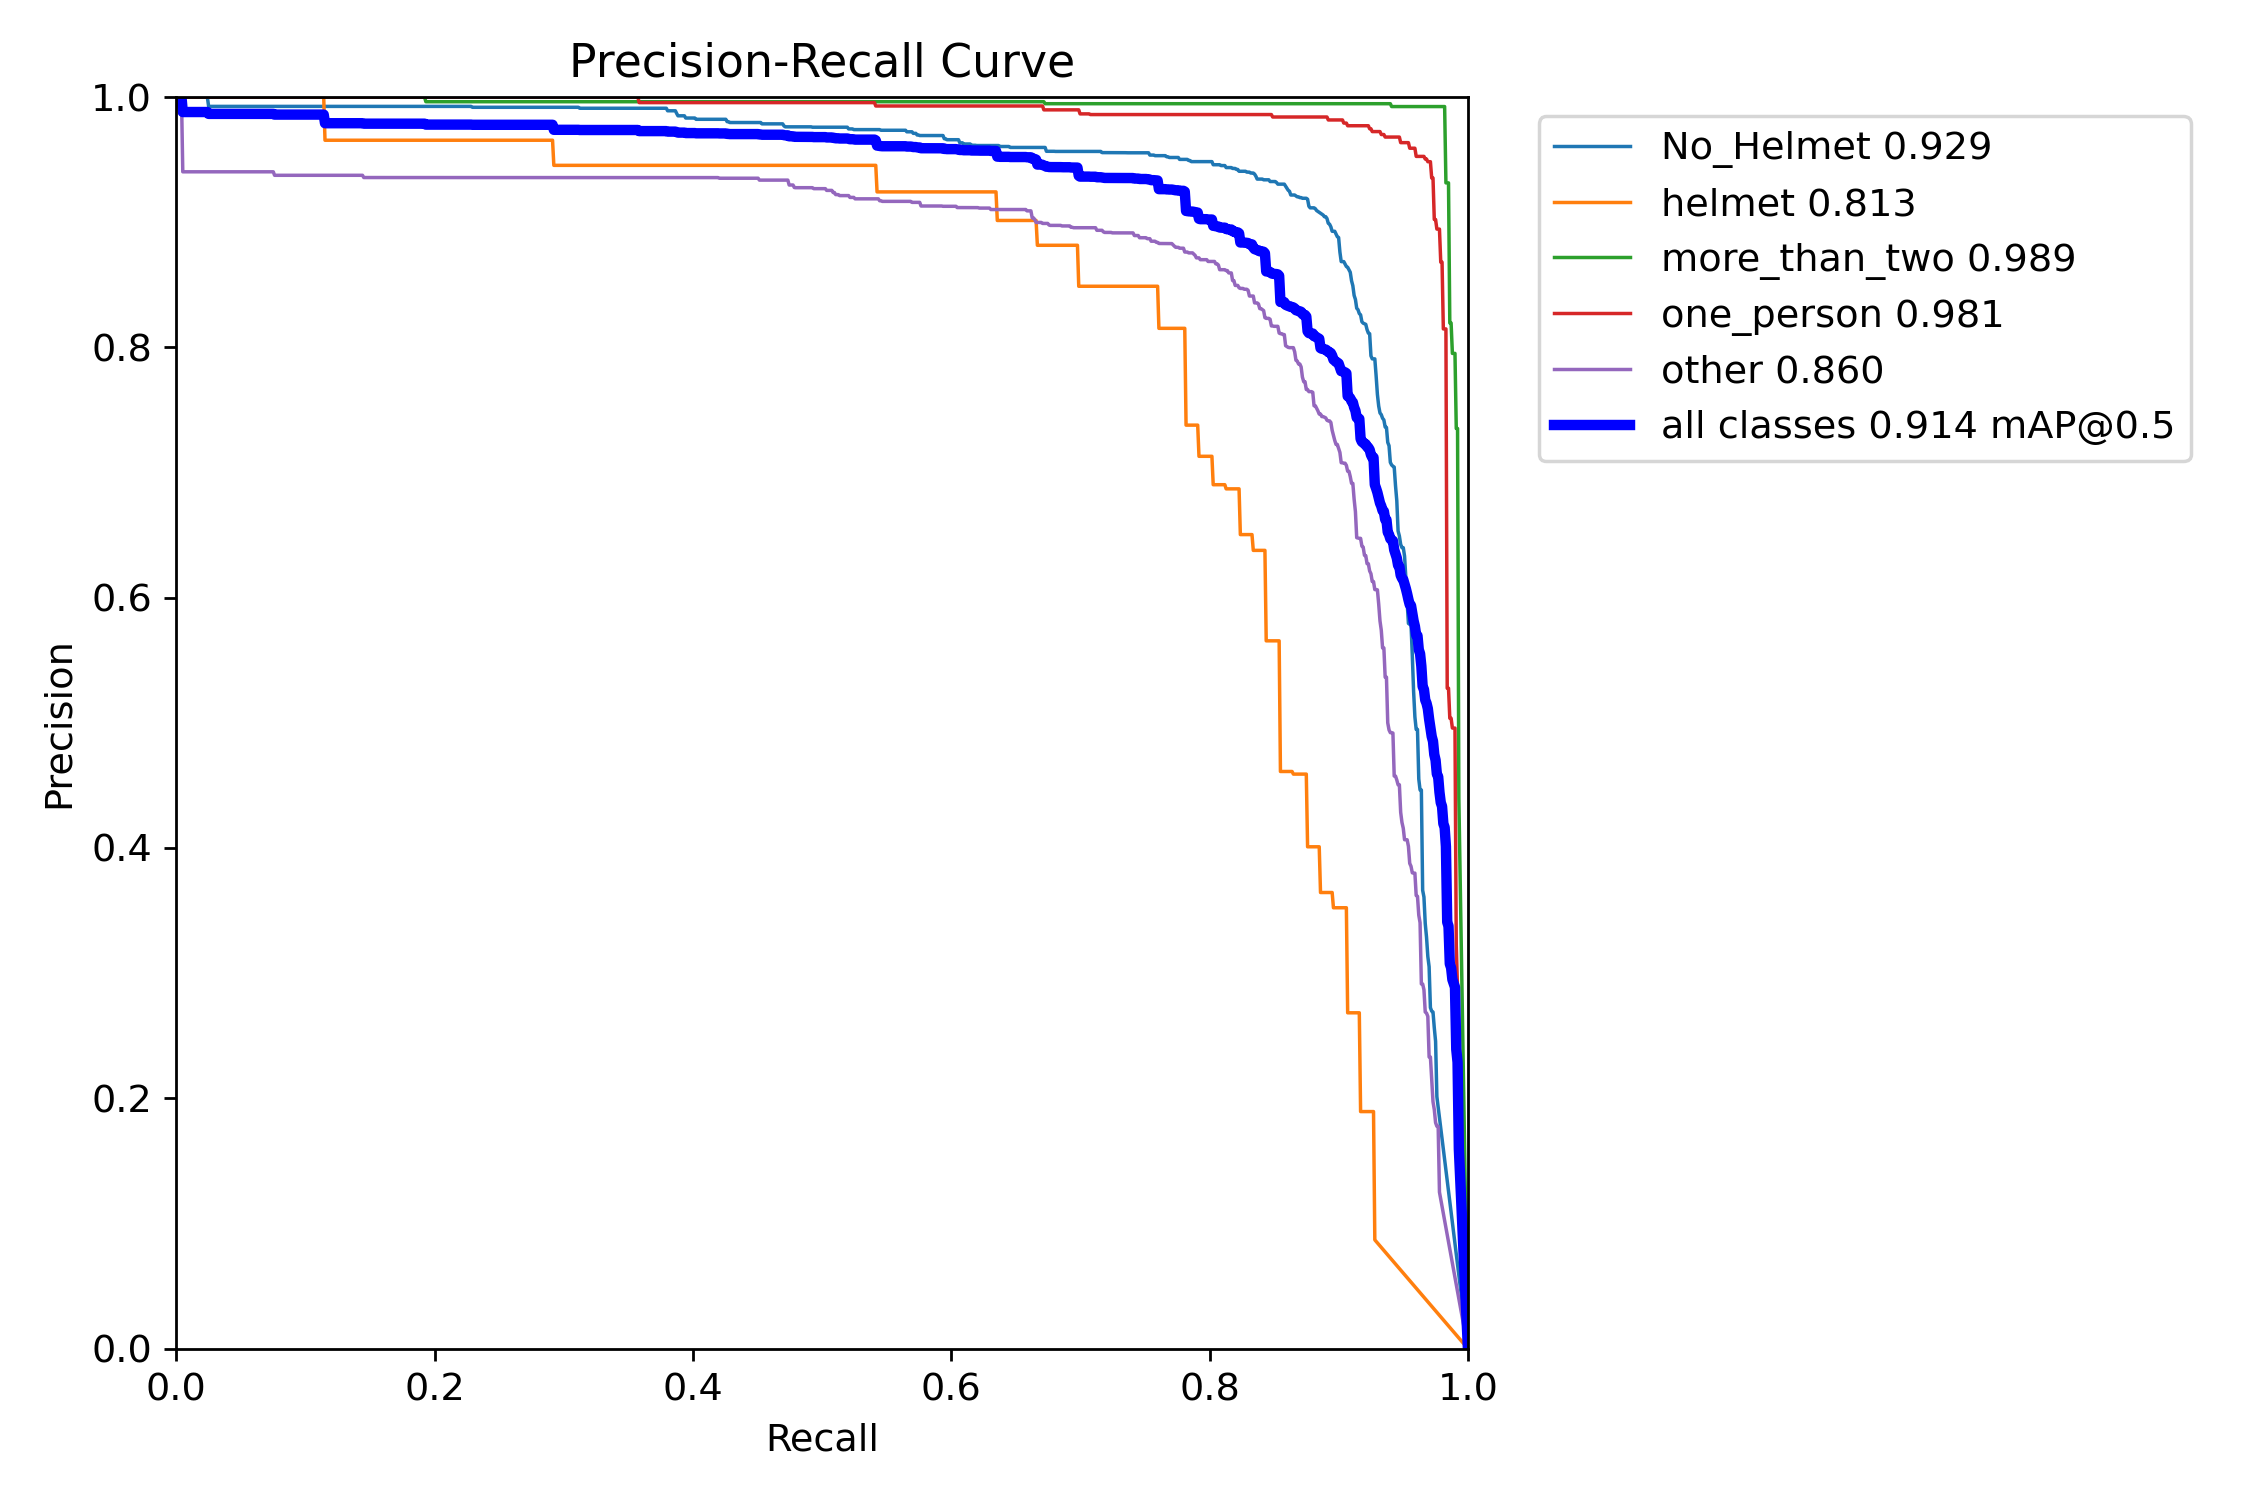 Precision-Recall Curve
1.0
0.8
0.6
0.4
0.2
0.0
Precision
0.0 0.2 0.4 0.6 0.8 1.0
Recall
No_Helmet 0.929
helmet 0.813
more_than_two 0.989
one_person 0.981
other 0.860
all classes 0.914 mAP@0.5